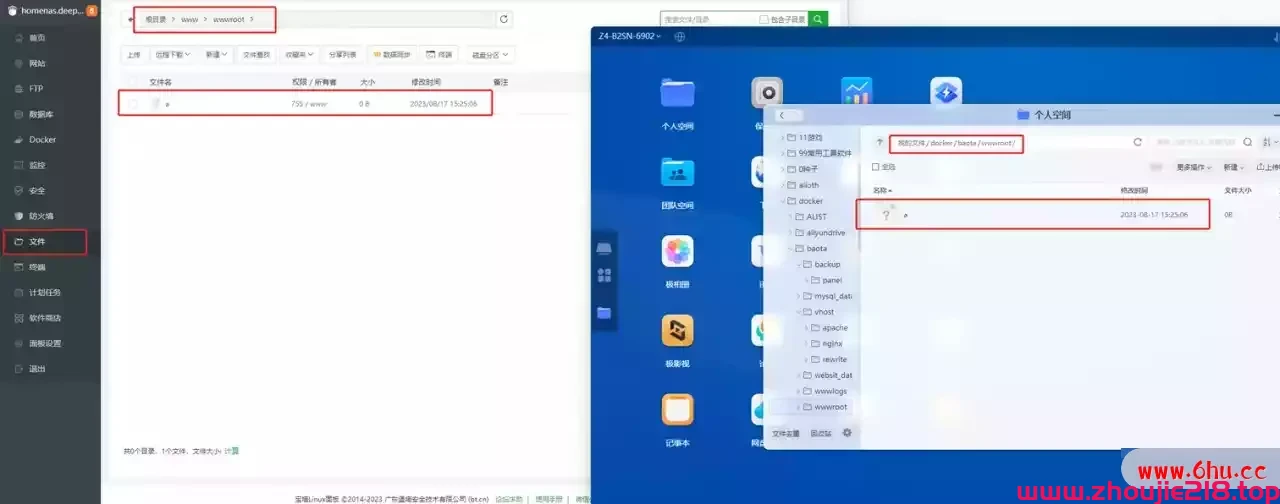 homenas.deep...
首页
网站
FTP
数据库
Docker
监控
安全
防火墙
文件
终端
计划任务
软件商店
面板设置
退出
根目录 > www > wwwroot >
搜索文件/目录 包含子目录
上传 远程下载 新建 文件查找 收藏夹 分享列表 数据同步 终端 磁盘分区
文件名 权限 / 所有者 大小 修改时间 备注
a 755 / www 0 B 2023/08/17 15:25:06
共0个目录，1个文件，文件大小: 计算
宝塔Linux面板 ©2014-2023 广东堡塔安全技术有限公司 (bt.cn) 论坛求助 | 使用手册 |
Z4-B2SN-6902
个人空间
团队空间
极相册
极影视
记事本
个人空间
我的文件/docker/baota/wwwroot/
全选
更多操作 新建 上传
名称 修改时间 文件大小
a 2023-08-17 15:25:06 0B
11游戏
99常用工具软件
0种子
alioth
docker
ALIST
aliyundrive
baota
backup
panel
mysql_data
vhost
apache
nginx
rewrite
websit_dat
wwwlogs
wwwroot
文件去重 回收站
www.6hu.cc
www.zhoujie218.top